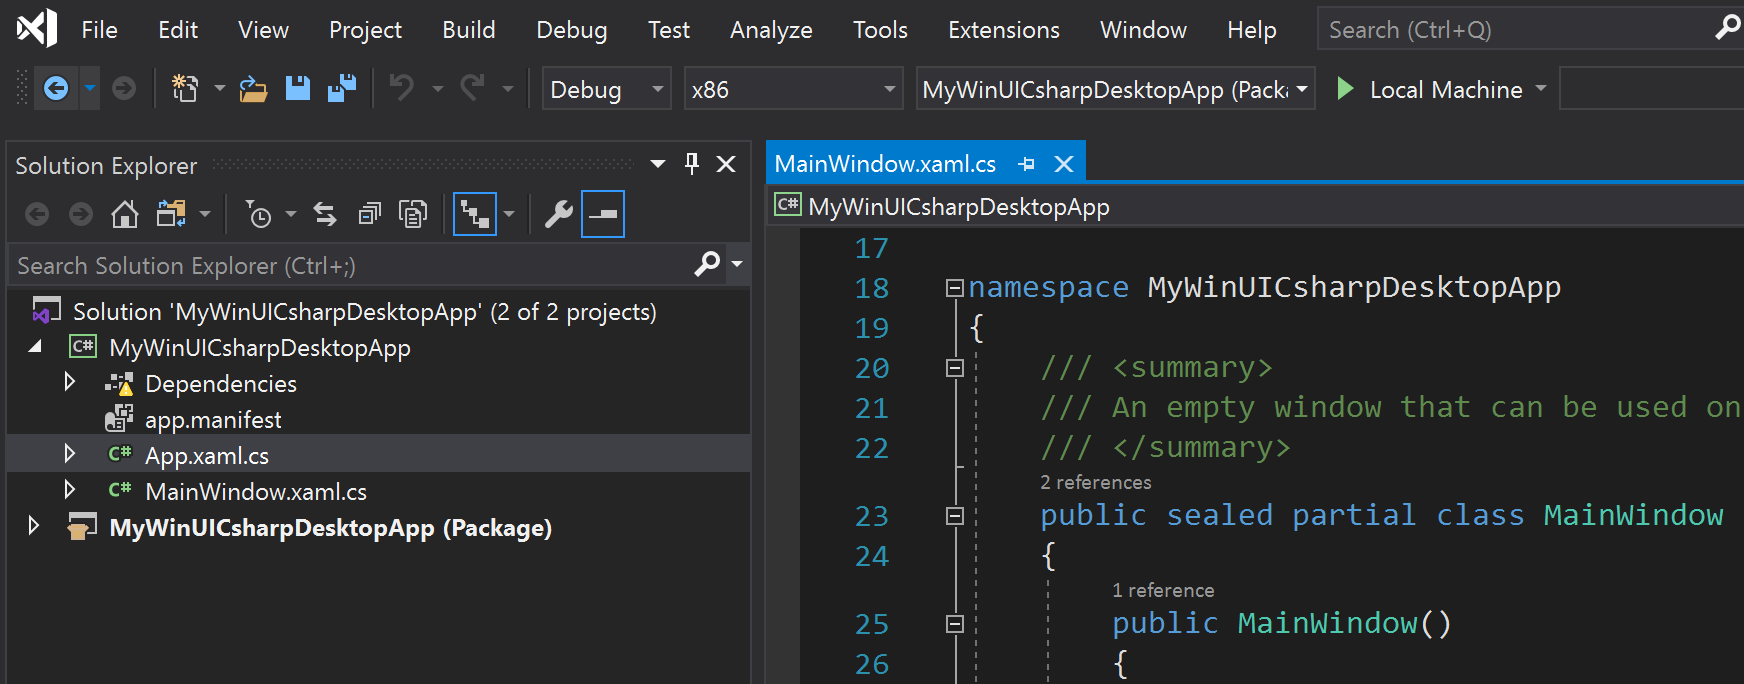 File Edit View Project Build Debug Test Analyze Tools Extensions Window Help Search (Ctrl+Q)
Debug x86 MyWinUICsharpDesktopApp (Packa Local Machine
Solution Explorer
Search Solution Explorer (Ctrl+;)
Solution 'MyWinUICsharpDesktopApp' (2 of 2 projects)
C# MyWinUICsharpDesktopApp
Dependencies
app.manifest
C# App.xaml.cs
C# MainWindow.xaml.cs
MyWinUICsharpDesktopApp (Package)
MainWindow.xaml.cs
C# MyWinUICsharpDesktopApp
17
18 namespace MyWinUICsharpDesktopApp
19 {
20 /// <summary>
21 /// An empty window that can be used on
22 /// </summary>
2 references
23 public sealed partial class MainWindow
24 {
1 reference
25 public MainWindow()
26 {